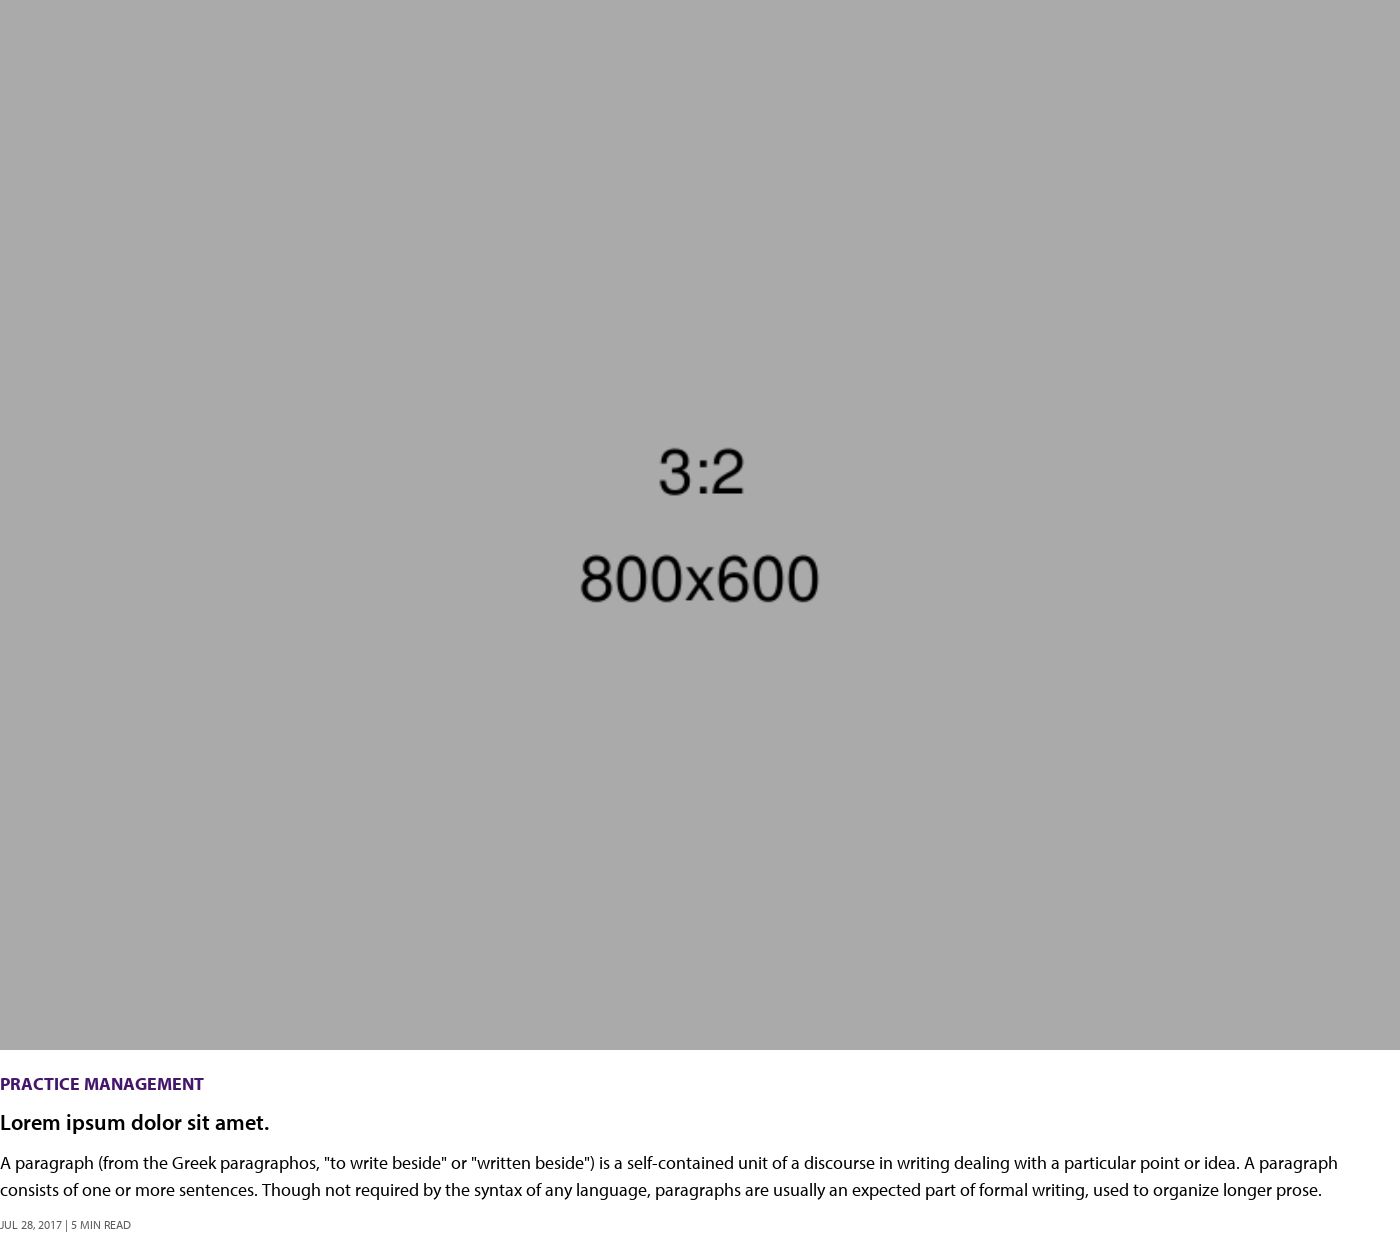 3:2
800x600
PRACTICE MANAGEMENT
Lorem ipsum dolor sit amet.
A paragraph (from the Greek paragraphos, "to write beside" or "written beside") is a self-contained unit of a discourse in writing dealing with a particular point or idea. A paragraph
consists of one or more sentences. Though not required by the syntax of any language, paragraphs are usually an expected part of formal writing, used to organize longer prose.
JUL 28, 2017 | 5 MIN READ